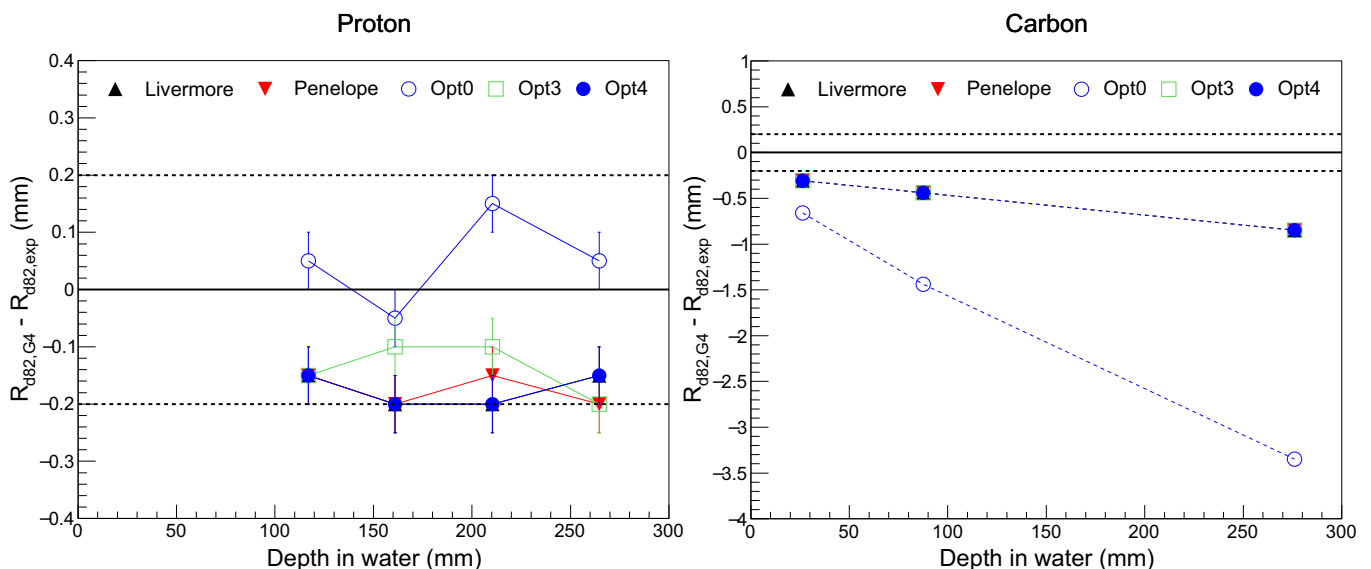 Proton
Livermore Penelope Opt0 Opt3 Opt4
0.4
0.3
0.2
0.1
0
−0.1
−0.2
−0.3
−0.4
R_d82,G4 - R_d82,exp (mm)
0 50 100 150 200 250 300
Depth in water (mm)
Carbon
Livermore Penelope Opt0 Opt3 Opt4
1
0.5
0
−0.5
−1
−1.5
−2
−2.5
−3
−3.5
−4
R_d82,G4 - R_d82,exp (mm)
0 50 100 150 200 250 300
Depth in water (mm)